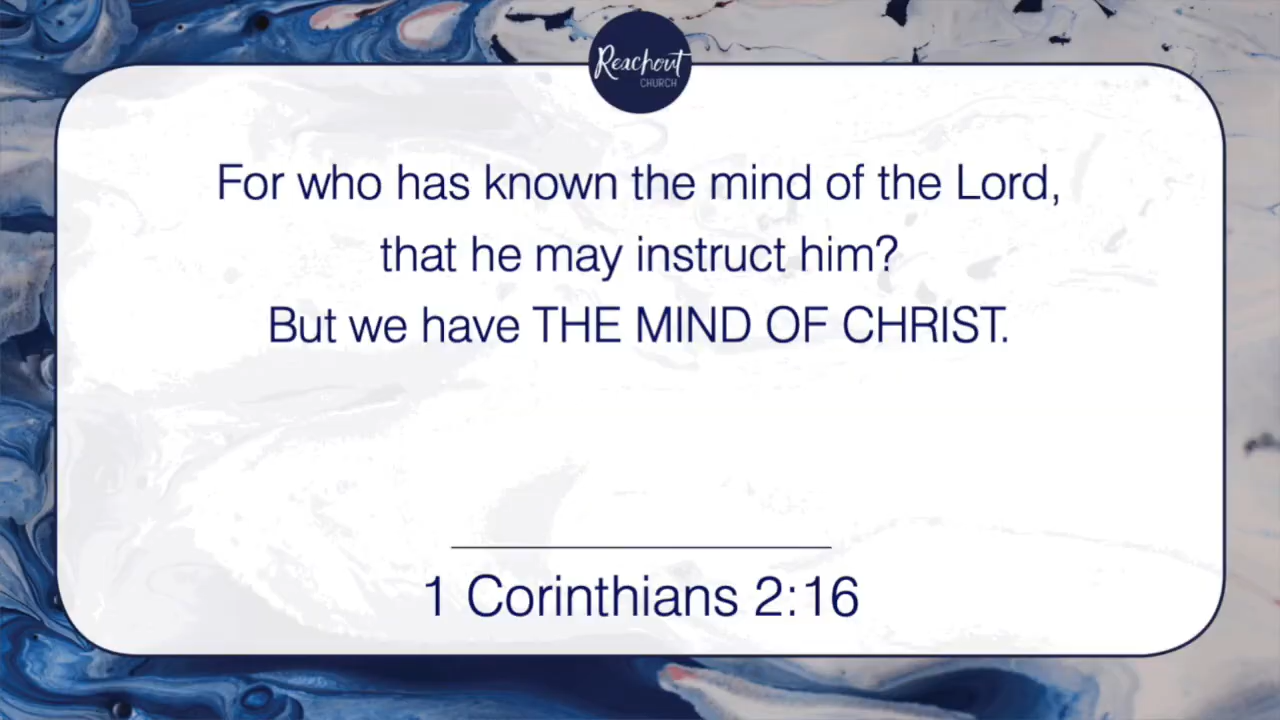 Reachout
CHURCH
For who has known the mind of the Lord,
that he may instruct him?
But we have THE MIND OF CHRIST.
1 Corinthians 2:16